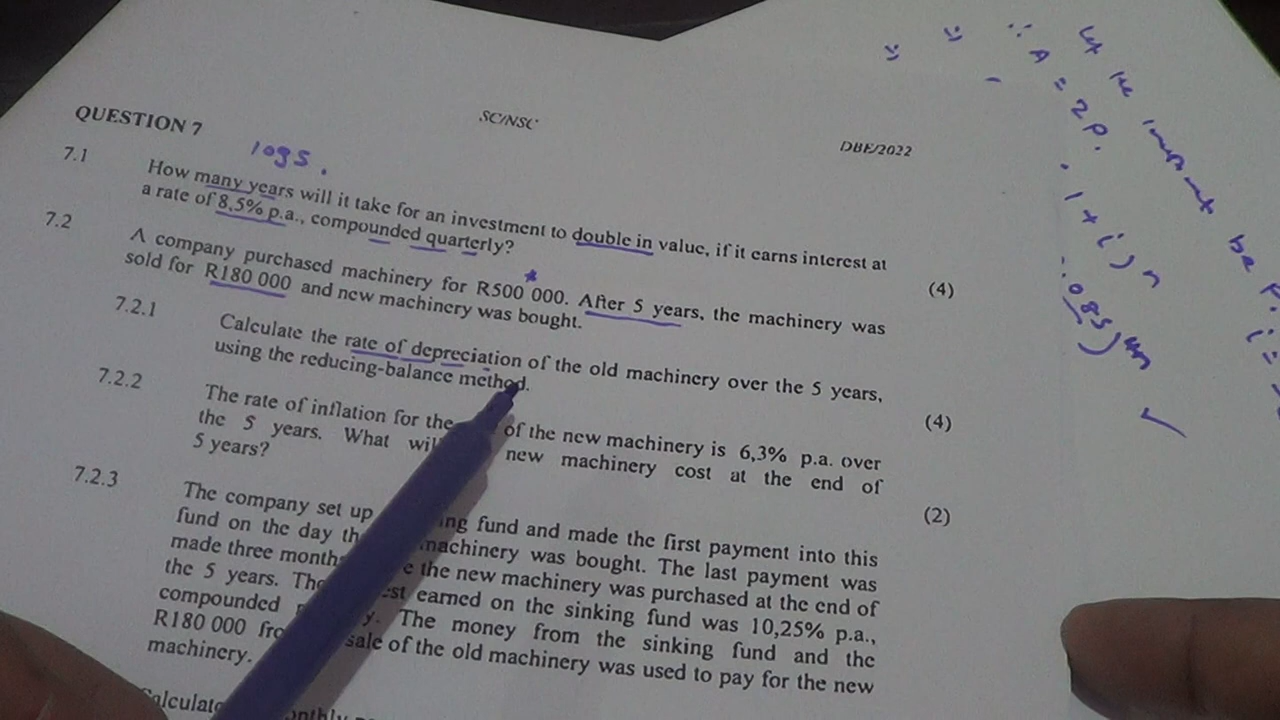 SC/NSC
DBE/2022
QUESTION 7
logs.
7.1 How many years will it take for an investment to double in value, if it earns interest at
a rate of 8,5% p.a., compounded quarterly?
(4)
7.2 A company purchased machinery for R500 000. After 5 years, the machinery was
sold for R180 000 and new machinery was bought.
7.2.1 Calculate the rate of depreciation of the old machinery over the 5 years,
using the reducing-balance method.
(4)
7.2.2 The rate of inflation for the of the new machinery is 6,3% p.a. over
the 5 years. What new machinery cost at the end of
5 years?
(2)
7.2.3 The company set up fund and made the first payment into this
fund on the day machinery was bought. The last payment was
made three months the new machinery was purchased at the end of
the 5 years. earned on the sinking fund was 10,25% p.a.,
compounded The money from the sinking fund and the
R180 000 sale of the old machinery was used to pay for the new
machinery.
Let the be P.
∴ A = 2P.
1 + i) n